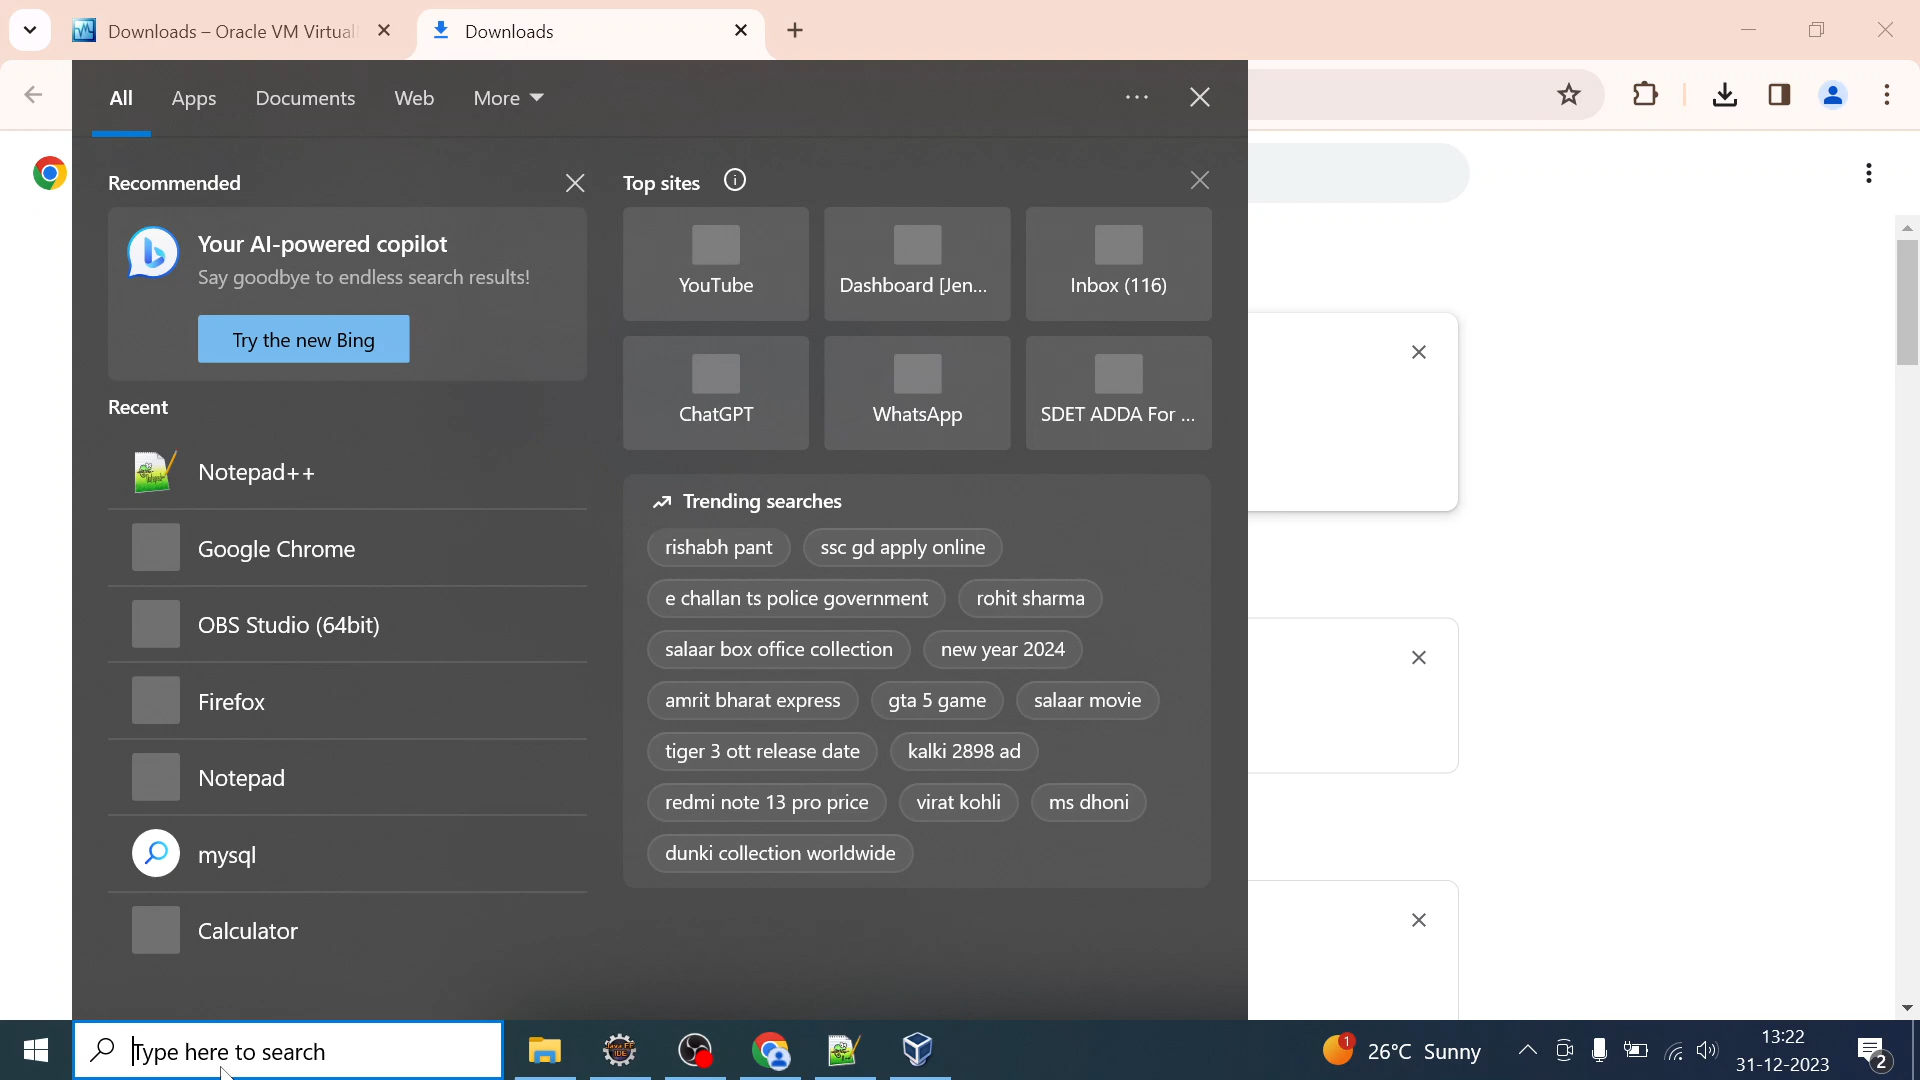 Downloads – Oracle VM Virtual
Downloads
All
Apps
Documents
Web
More
Recommended
Your AI-powered copilot
Say goodbye to endless search results!
Try the new Bing
Recent
Notepad++
Google Chrome
OBS Studio (64bit)
Firefox
Notepad
mysql
Calculator
Top sites
YouTube
Dashboard [Jen...
Inbox (116)
ChatGPT
WhatsApp
SDET ADDA For ...
Trending searches
rishabh pant
ssc gd apply online
e challan ts police government
rohit sharma
salaar box office collection
new year 2024
amrit bharat express
gta 5 game
salaar movie
tiger 3 ott release date
kalki 2898 ad
redmi note 13 pro price
virat kohli
ms dhoni
dunki collection worldwide
Type here to search
Java EE
IDE
1
26°C Sunny
13:22
31-12-2023
2